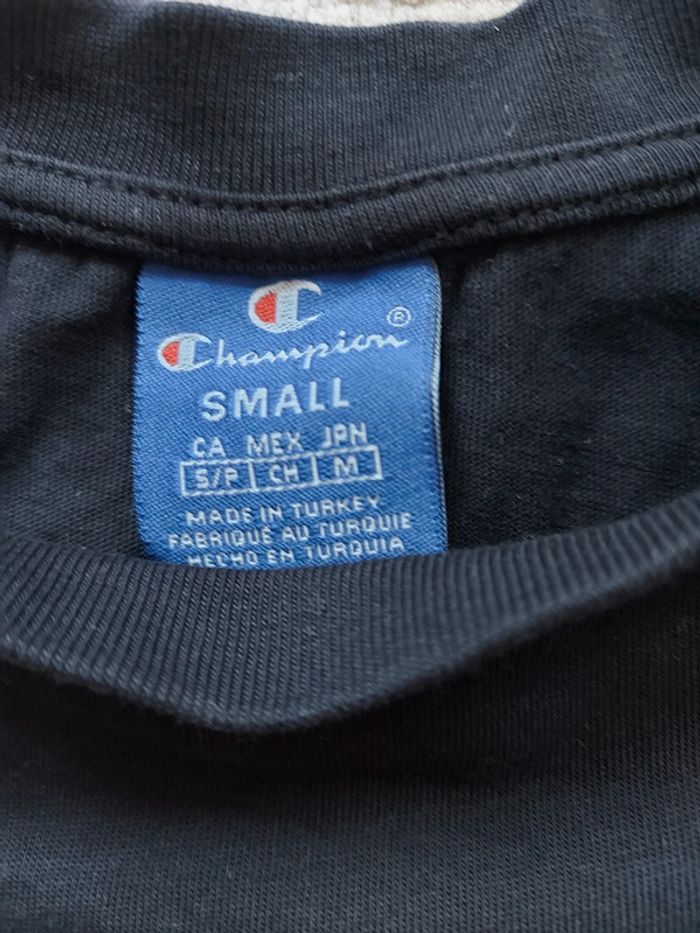 Champion ®
SMALL
CA MEX JPN
S/P CH M
MADE IN TURKEY
FABRIQUÉ AU TURQUIE
HECHO EN TURQUIA